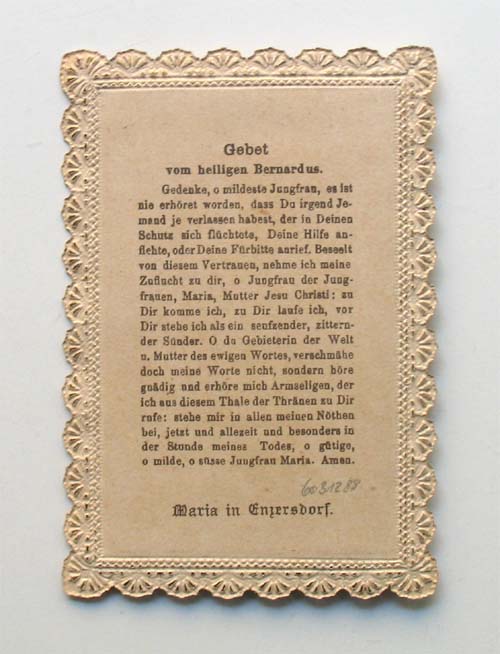 Gebet
vom heiligen Bernardus.
Gedenke, o mildeste Jungfrau, es ist
nie erhöret worden, dass Du irgend Je-
mand je verlassen habest, der in Deinen
Schutz sich flüchtete, Deine Hilfe an-
flehte, oder Deine Fürbitte anrief. Beseelt
von diesem Vertrauen, nehme ich meine
Zuflucht zu dir, o Jungfrau der Jung-
frauen, Maria, Mutter Jesu Christi: zu
Dir komme ich, zu Dir laufe ich, vor
Dir stehe ich als ein seufzender, zittern-
der Sünder. O du Gebieterin der Welt
u. Mutter des ewigen Wortes, verschmähe
doch meine Worte nicht, sondern höre
gnädig und erhöre mich Armseligen, der
ich aus diesem Thale der Thränen zu Dir
rufe: stehe mir in allen meinen Nöthen
bei, jetzt und allezeit und besonders in
der Stunde meines Todes, o gütige,
o milde, o süsse Jungfrau Maria. Amen.
Maria in Enzersdorf.